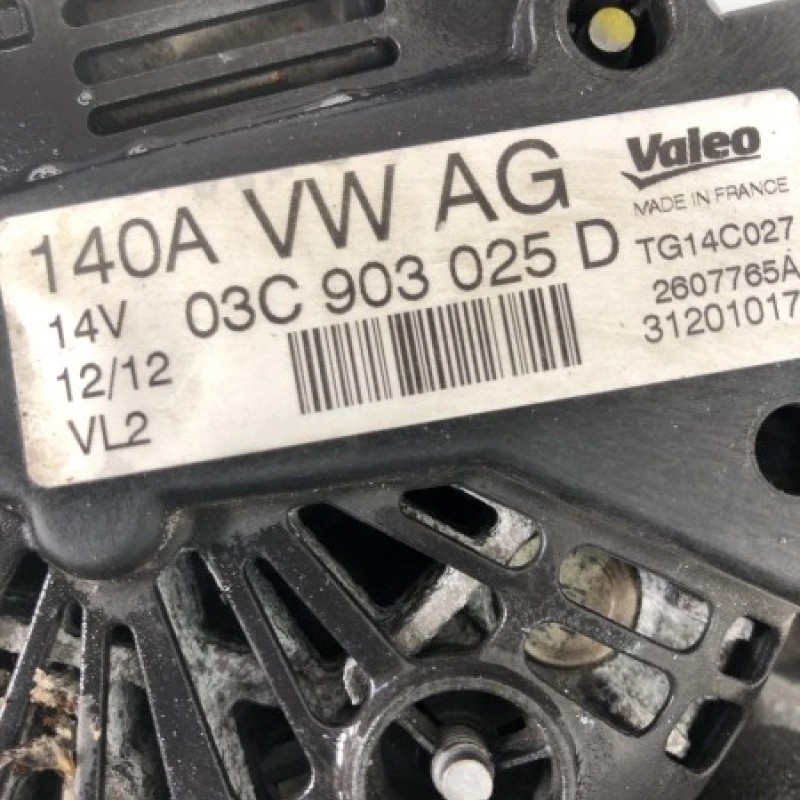 140A VW AG
Valeo
MADE IN FRANCE
14V 03C 903 025 D
TG14C027
12/12
2607765A
VL2
31201017